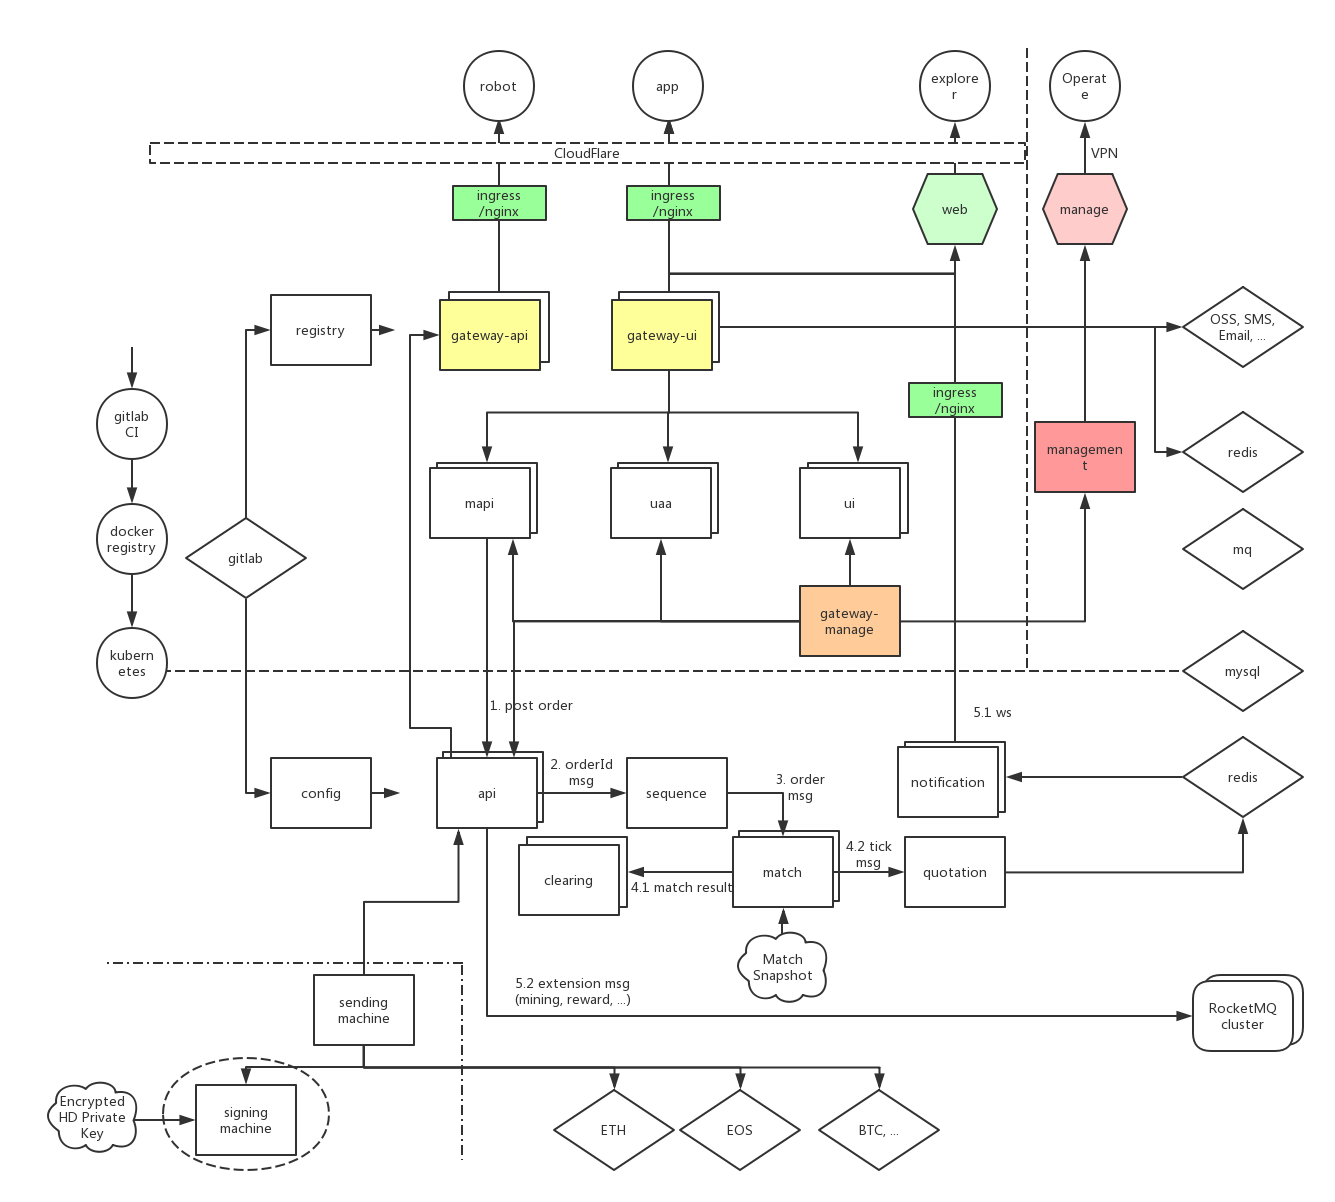 robot
app
explore
r
Operat
e
CloudFlare
VPN
ingress
/nginx
ingress
/nginx
web
manage
registry
gateway-api
gateway-ui
OSS, SMS,
Email, ...
ingress
/nginx
gitlab
CI
managemen
t
redis
mapi
uaa
ui
docker
registry
gitlab
mq
gateway-
manage
kubern
etes
mysql
1. post order
5.1 ws
2. orderId
msg
3. order
msg
config
api
sequence
notification
redis
4.2 tick
msg
clearing
4.1 match result
match
quotation
Match
Snapshot
5.2 extension msg
(mining, reward, ...)
sending
machine
RocketMQ
cluster
Encrypted
HD Private
Key
signing
machine
ETH
EOS
BTC, ...